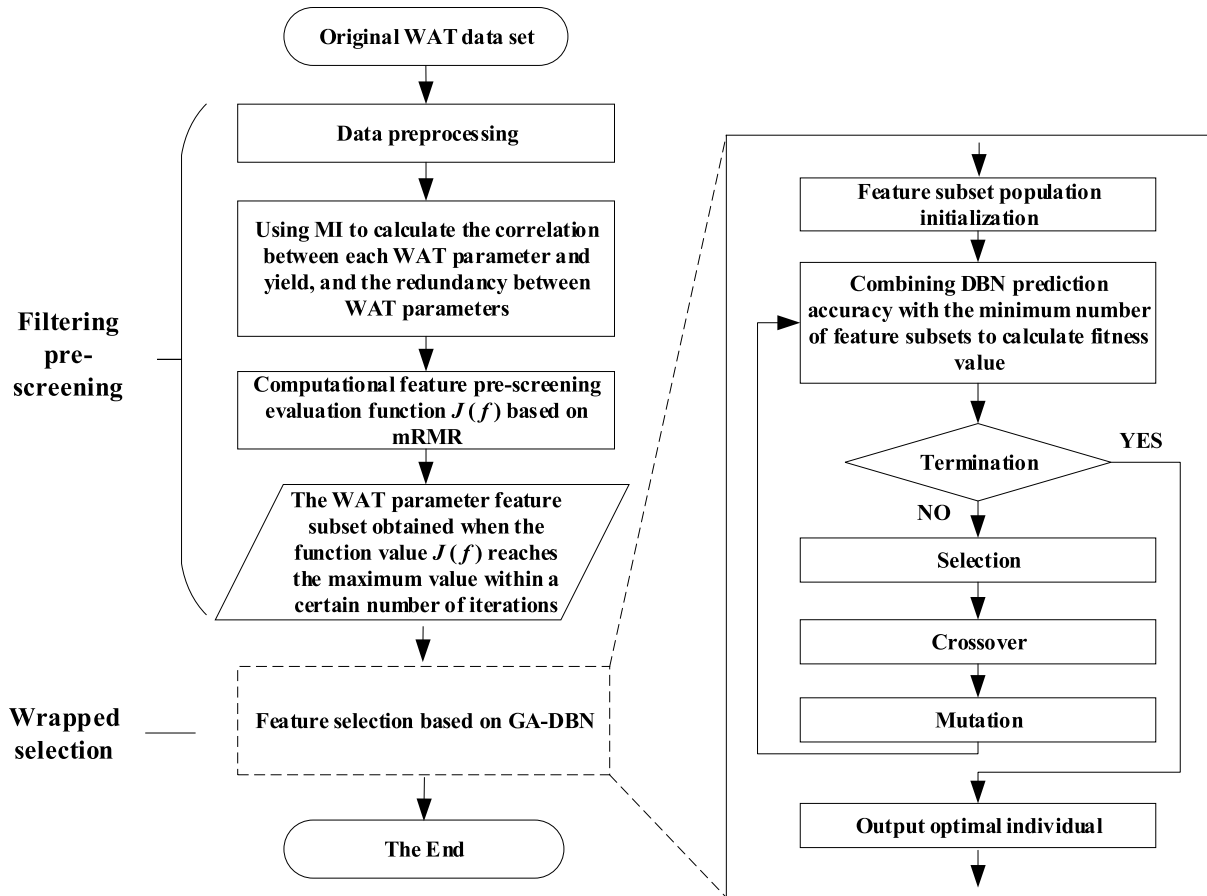 Original WAT data set
Data preprocessing
Using MI to calculate the correlation
between each WAT parameter and
yield, and the redundancy between
WAT parameters
Filtering
pre-
screening
Computational feature pre-screening
evaluation function J(f) based on
mRMR
The WAT parameter feature
subset obtained when the
function value J(f) reaches
the maximum value within a
certain number of iterations
Wrapped
selection
Feature selection based on GA-DBN
The End
Feature subset population
initialization
Combining DBN prediction
accuracy with the minimum number
of feature subsets to calculate fitness
value
Termination
YES
NO
Selection
Crossover
Mutation
Output optimal individual